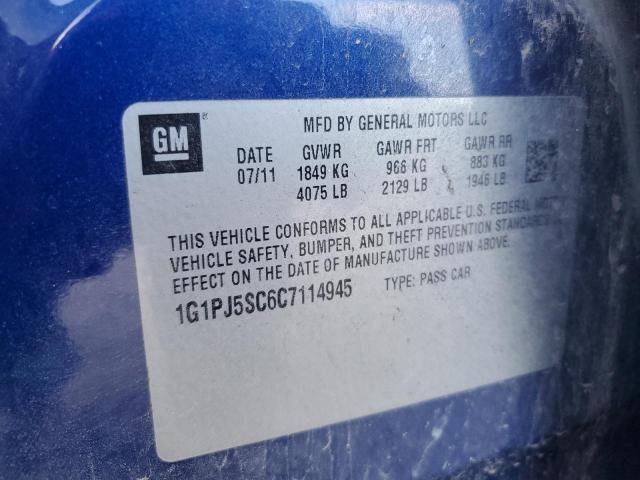 GM
MFD BY GENERAL MOTORS LLC
DATE GVWR GAWR FRT GAWR RR
07/11 1849 KG 966 KG 883 KG
4075 LB 2129 LB 1946 LB
THIS VEHICLE CONFORMS TO ALL APPLICABLE U.S. FEDERAL MOTOR
VEHICLE SAFETY, BUMPER, AND THEFT PREVENTION STANDARDS IN
EFFECT ON THE DATE OF MANUFACTURE SHOWN ABOVE.
1G1PJ5SC6C7114945 TYPE: PASS CAR